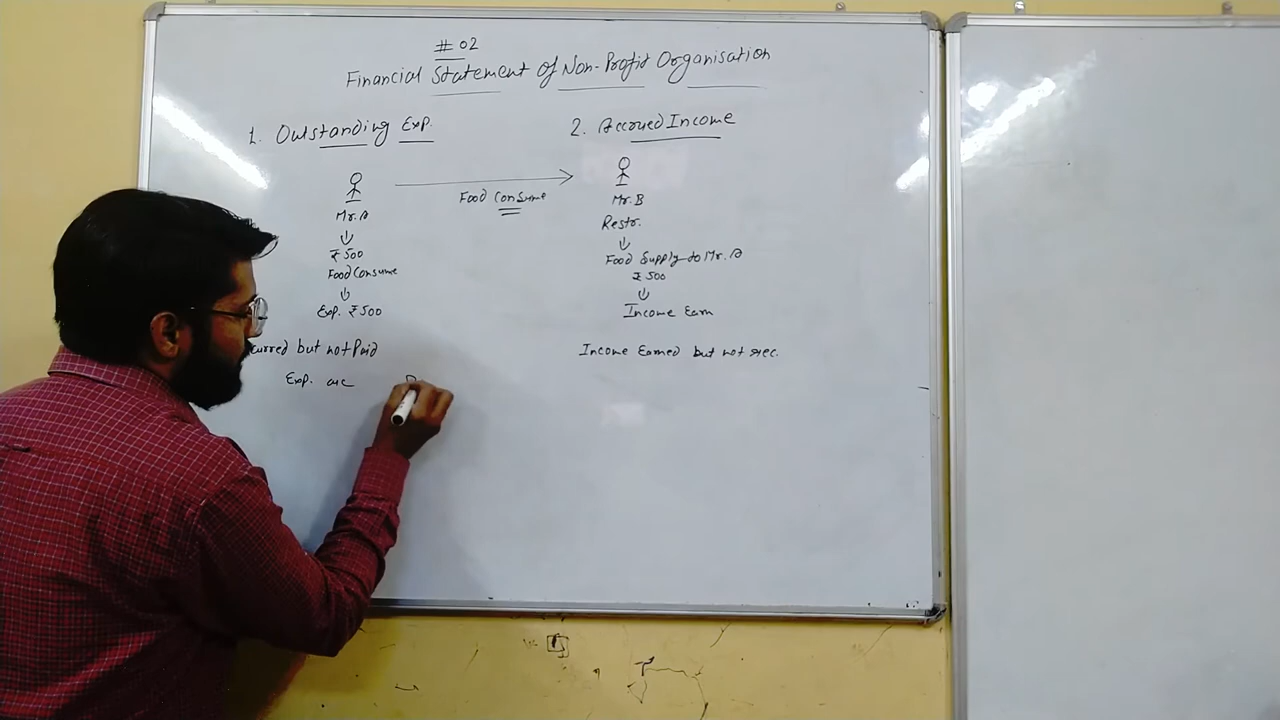 # 02
Financial Statement of Non-Profit Organisation
1. Outstanding Exp.
Mr. A
₹500
Food Consume
Exp. ₹500
curred but not Paid
Exp. a/c
Food Consume
2. Accrued Income
Mr. B
Restr.
Food Supply to Mr. A
₹500
Income Earn
Income Earned but not rec.